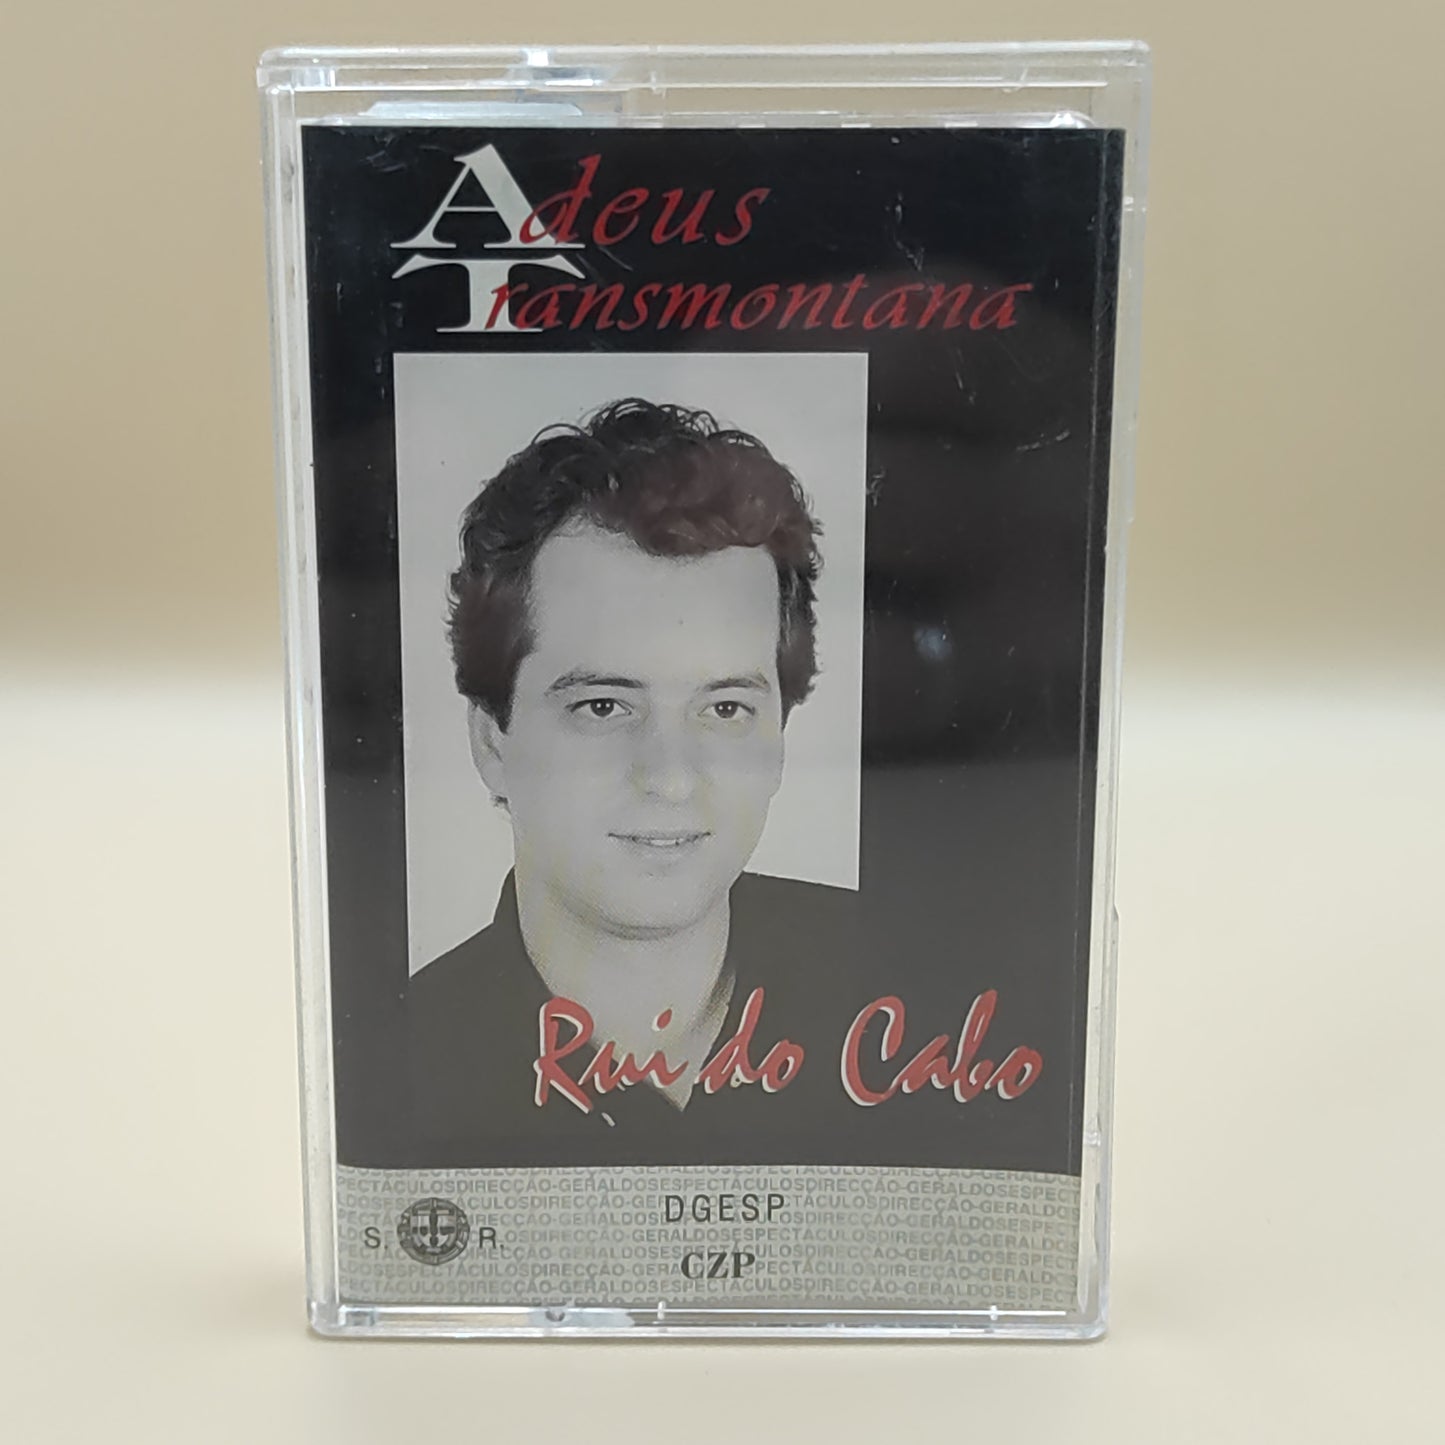 Adeus
Transmontana
Rui do Cabo
DGESP
S. R.
CZP